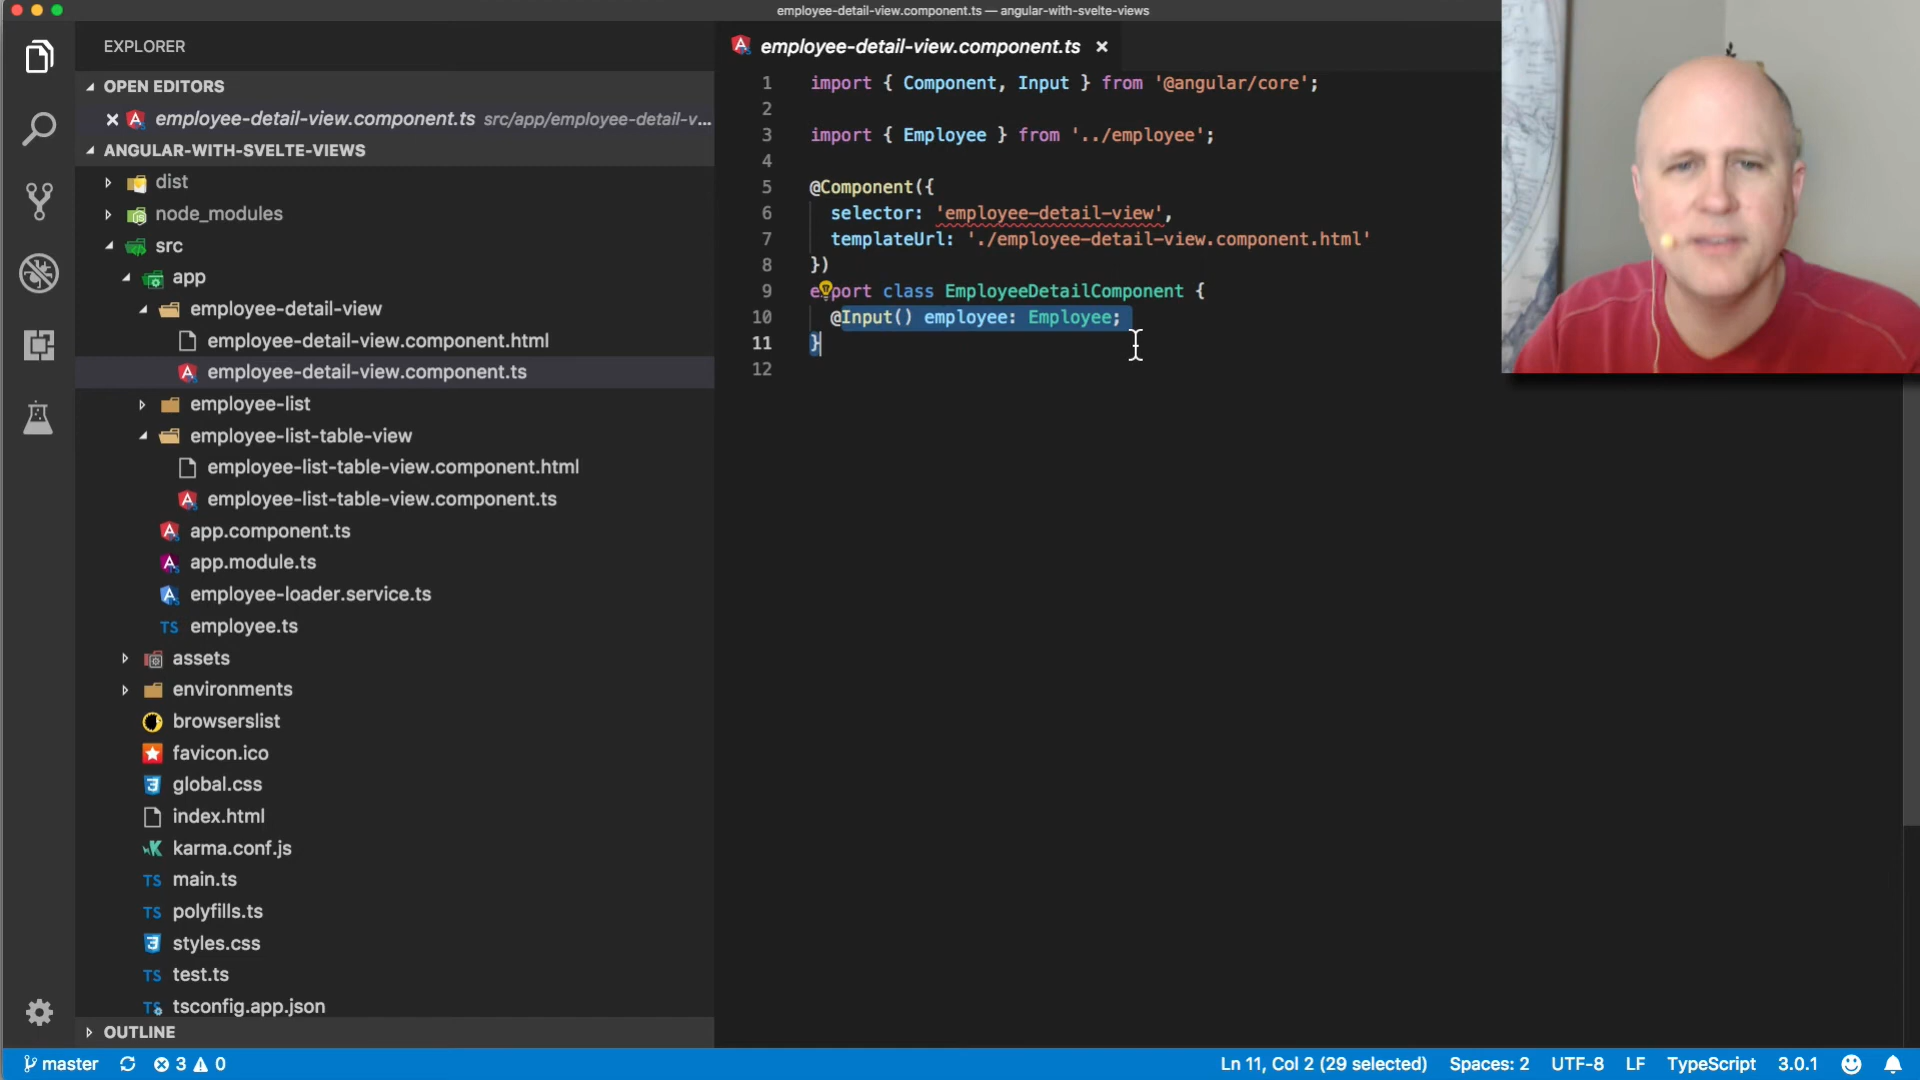 employee-detail-view.component.ts — angular-with-svelte-views
EXPLORER
OPEN EDITORS
employee-detail-view.component.ts src/app/employee-detail-v...
ANGULAR-WITH-SVELTE-VIEWS
dist
node_modules
src
app
employee-detail-view
employee-detail-view.component.html
employee-detail-view.component.ts
employee-list
employee-list-table-view
employee-list-table-view.component.html
employee-list-table-view.component.ts
app.component.ts
app.module.ts
employee-loader.service.ts
TS employee.ts
assets
environments
browserslist
favicon.ico
global.css
index.html
karma.conf.js
TS main.ts
TS polyfills.ts
styles.css
TS test.ts
TS tsconfig.app.json
OUTLINE
employee-detail-view.component.ts
1 import { Component, Input } from '@angular/core';
2
3 import { Employee } from '../employee';
4
5 @Component({
6 selector: 'employee-detail-view',
7 templateUrl: './employee-detail-view.component.html'
8 })
9 export class EmployeeDetailComponent {
10 @Input() employee: Employee;
11 }
12
master 3 0 Ln 11, Col 2 (29 selected) Spaces: 2 UTF-8 LF TypeScript 3.0.1